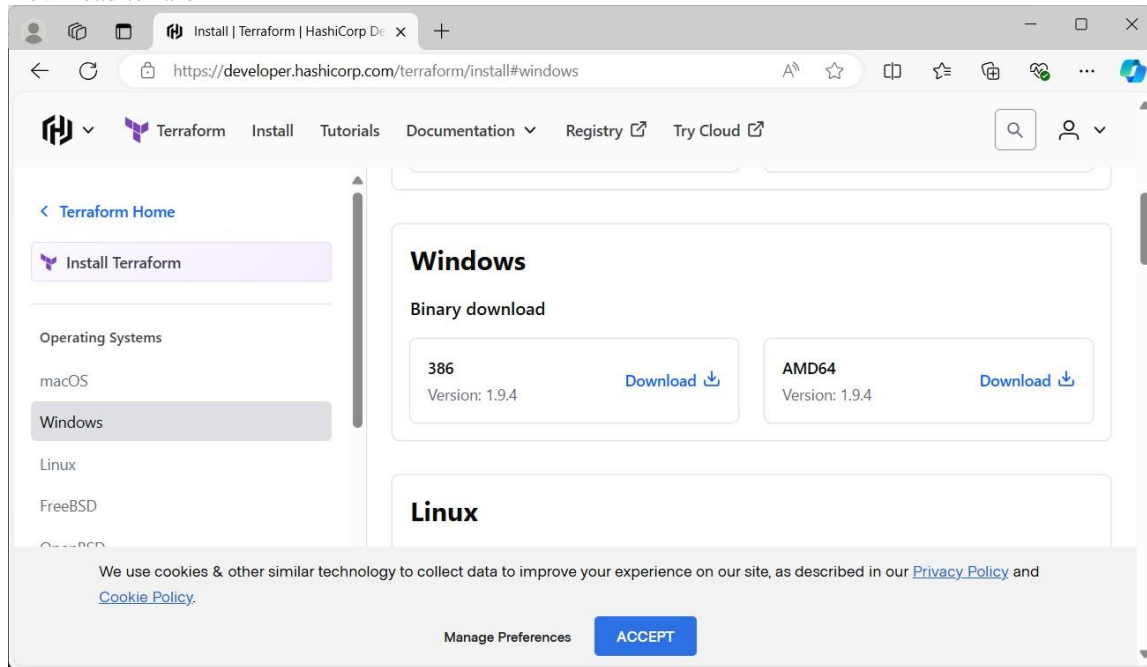 Install | Terraform | HashiCorp De
https://developer.hashicorp.com/terraform/install#windows
Terraform Install Tutorials Documentation Registry Try Cloud
Terraform Home
Install Terraform
Operating Systems
macOS
Windows
Linux
FreeBSD
Windows
Binary download
386
Version: 1.9.4
Download
AMD64
Version: 1.9.4
Download
Linux
We use cookies & other similar technology to collect data to improve your experience on our site, as described in our Privacy Policy and
Cookie Policy.
Manage Preferences ACCEPT